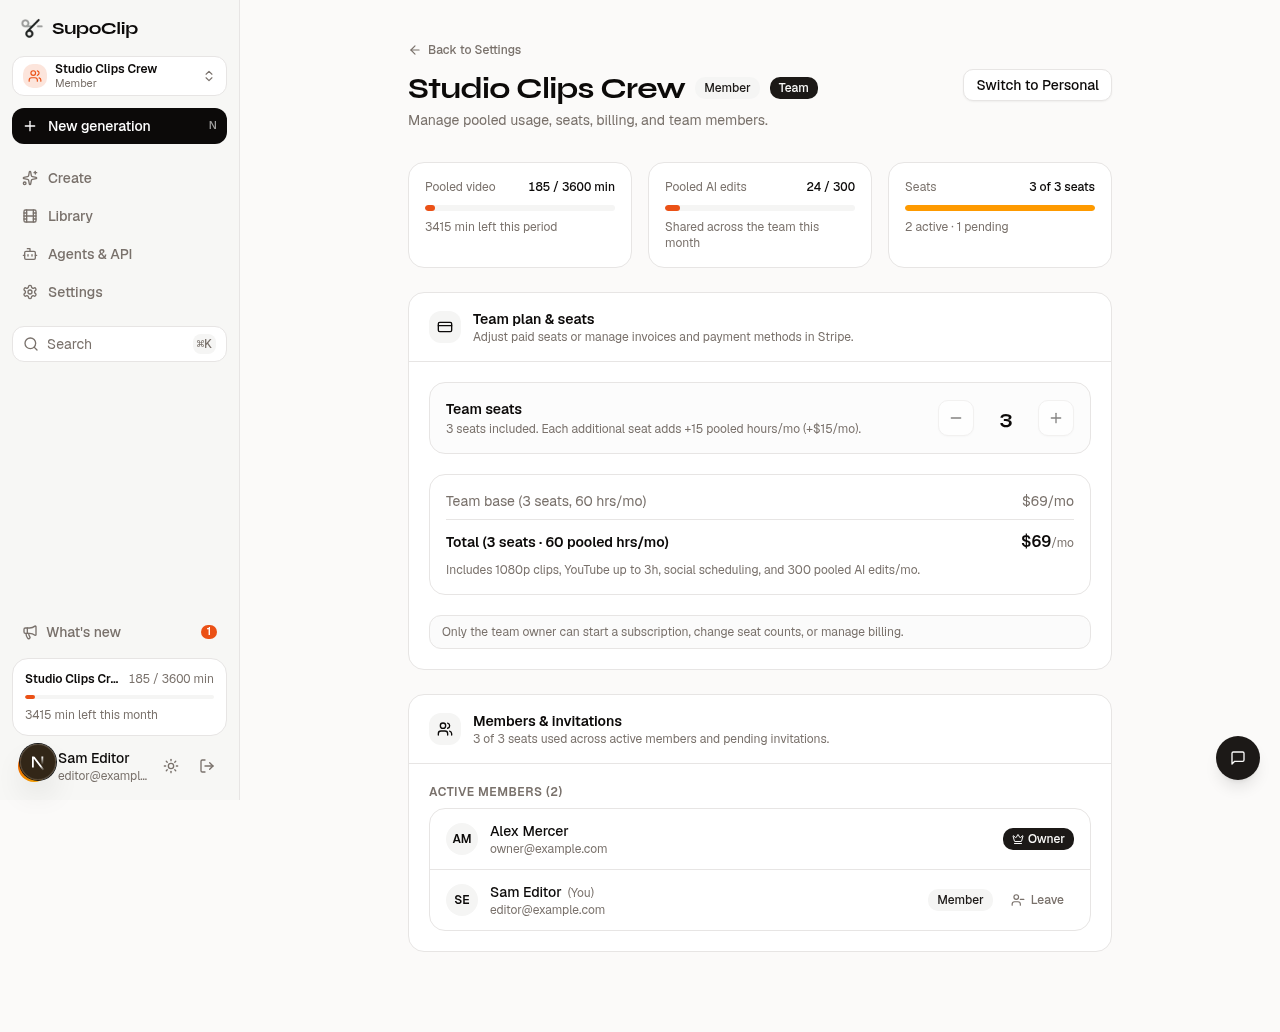 SupoClip
Studio Clips Crew
Member
New generation
N
Create
Library
Agents & API
Settings
Search
⌘K
What's new
1
Studio Clips Cr...
185 / 3600 min
3415 min left this month
N
Sam Editor
editor@exampl...
Back to Settings
Studio Clips Crew
Member
Team
Switch to Personal
Manage pooled usage, seats, billing, and team members.
Pooled video
185 / 3600 min
3415 min left this period
Pooled AI edits
24 / 300
Shared across the team this
month
Seats
3 of 3 seats
2 active · 1 pending
Team plan & seats
Adjust paid seats or manage invoices and payment methods in Stripe.
Team seats
3 seats included. Each additional seat adds +15 pooled hours/mo (+$15/mo).
3
Team base (3 seats, 60 hrs/mo)
$69/mo
Total (3 seats · 60 pooled hrs/mo)
$69/mo
Includes 1080p clips, YouTube up to 3h, social scheduling, and 300 pooled AI edits/mo.
Only the team owner can start a subscription, change seat counts, or manage billing.
Members & invitations
3 of 3 seats used across active members and pending invitations.
ACTIVE MEMBERS (2)
AM
Alex Mercer
owner@example.com
Owner
SE
Sam Editor (You)
editor@example.com
Member
Leave